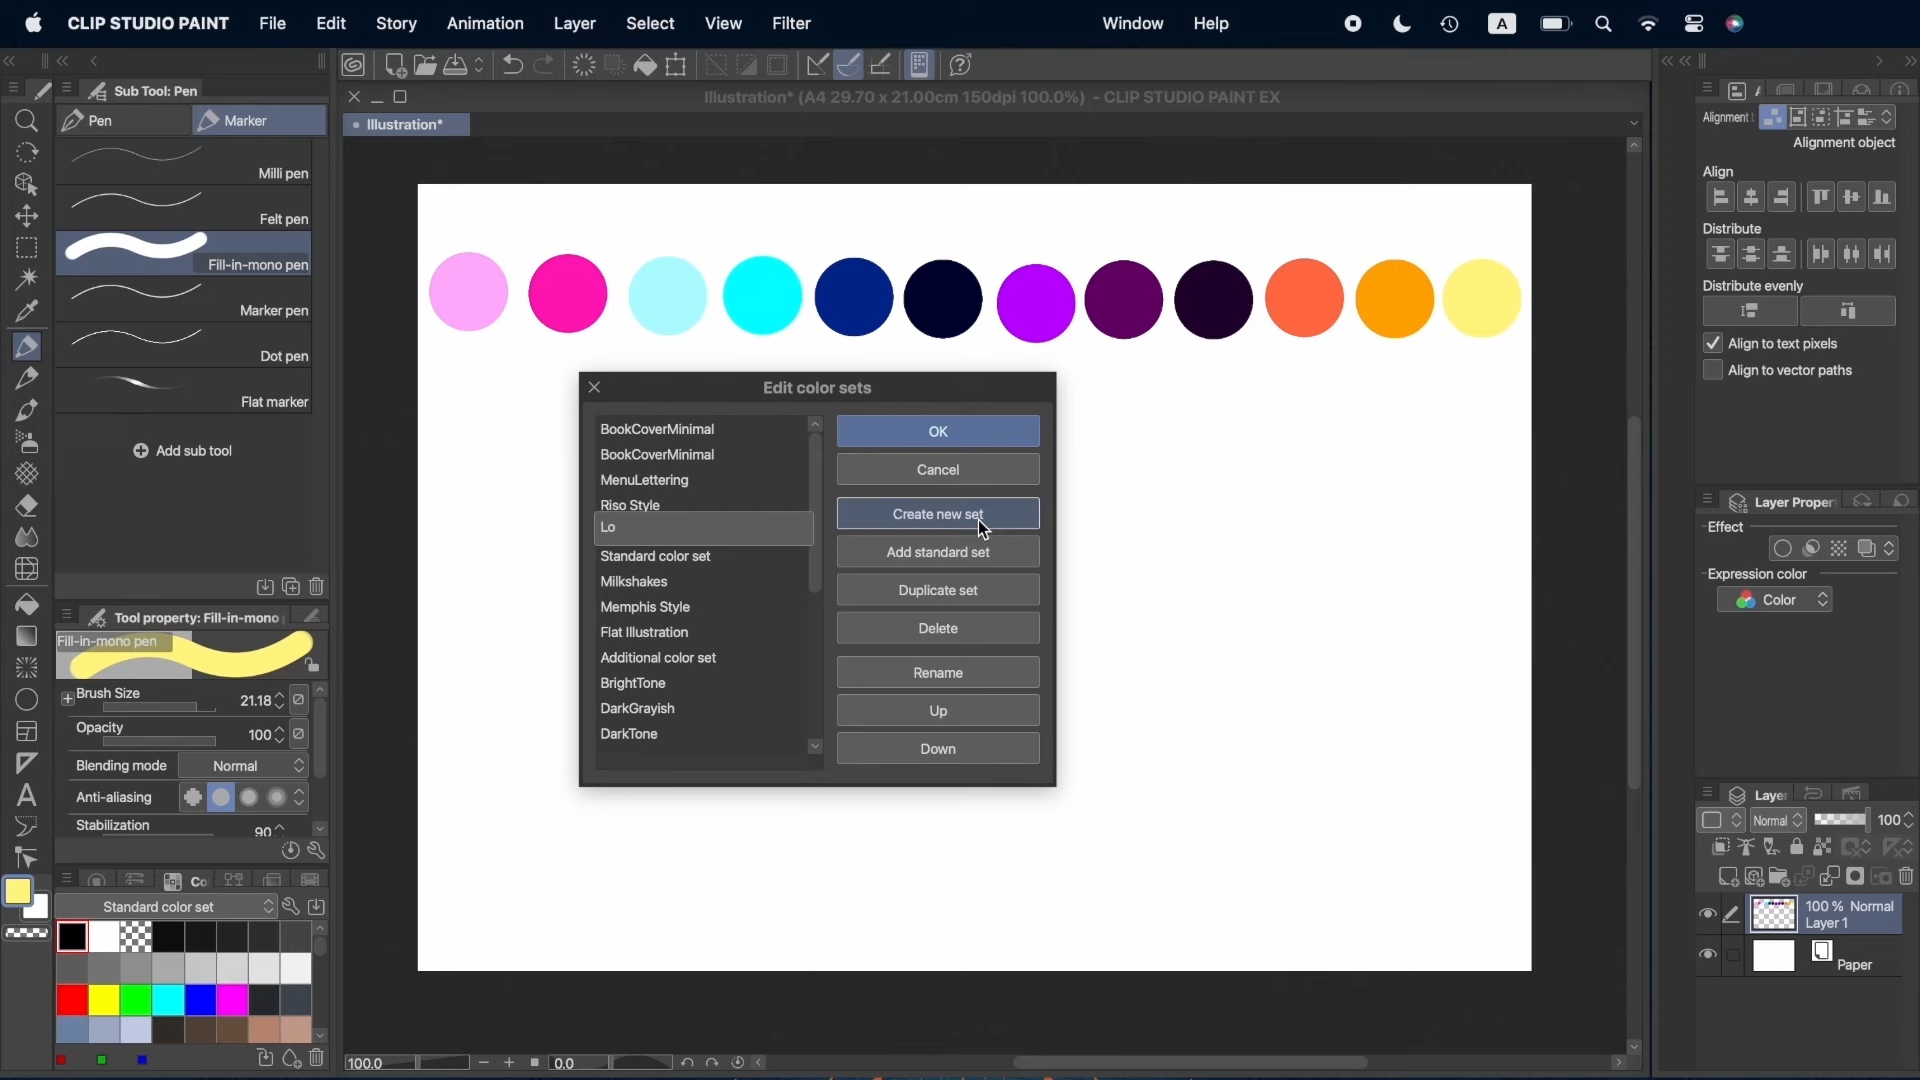 CLIP STUDIO PAINT File Edit Story Animation Layer Select View Filter Window Help A
Sub Tool: Pen
Pen Marker
Milli pen
Felt pen
Fill-in-mono pen
Marker pen
Dot pen
Flat marker
Add sub tool
Tool property: Fill-in-mono
Fill-in-mono pen
Brush Size 21.18
Opacity 100
Blending mode Normal
Anti-aliasing
Stabilization 90
Co
Standard color set
Illustration* (A4 29.70 x 21.00cm 150dpi 100.0%) - CLIP STUDIO PAINT EX
Illustration*
Edit color sets
BookCoverMinimal
BookCoverMinimal
MenuLettering
Riso Style
Lo
Standard color set
Milkshakes
Memphis Style
Flat Illustration
Additional color set
BrightTone
DarkGrayish
DarkTone
OK
Cancel
Create new set
Add standard set
Duplicate set
Delete
Rename
Up
Down
100.0 0.0
Alignment
Alignment object
Align
Distribute
Distribute evenly
Align to text pixels
Align to vector paths
Layer Proper
Effect
Expression color
Color
Layer
Normal 100
100 % Normal
Layer 1
Paper